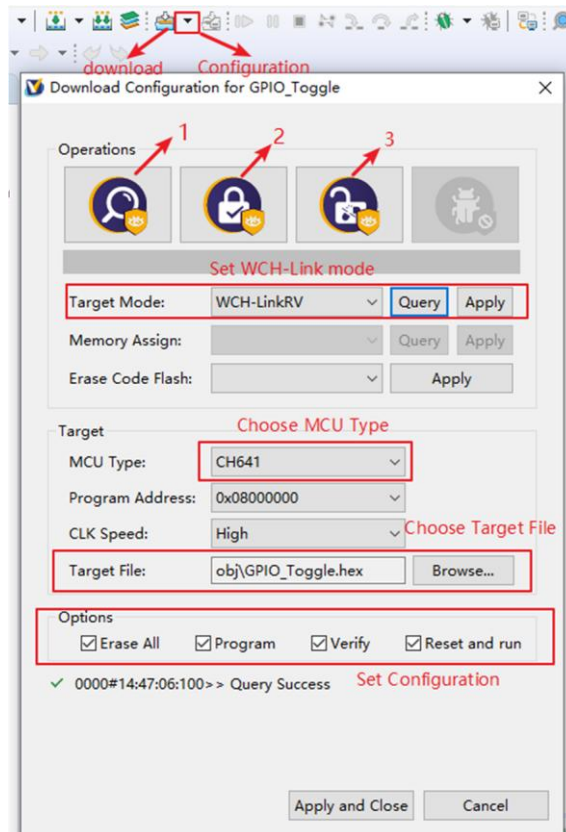 download
Configuration
Download Configuration for GPIO_Toggle
1
2
3
Operations
Set WCH-Link mode
Target Mode: WCH-LinkRV Query Apply
Memory Assign: Query Apply
Erase Code Flash: Apply
Target
Choose MCU Type
MCU Type: CH641
Program Address: 0x08000000
CLK Speed: High
Choose Target File
Target File: obj\GPIO_Toggle.hex Browse...
Options
Erase All Program Verify Reset and run
0000#14:47:06:100>> Query Success
Set Configuration
Apply and Close Cancel